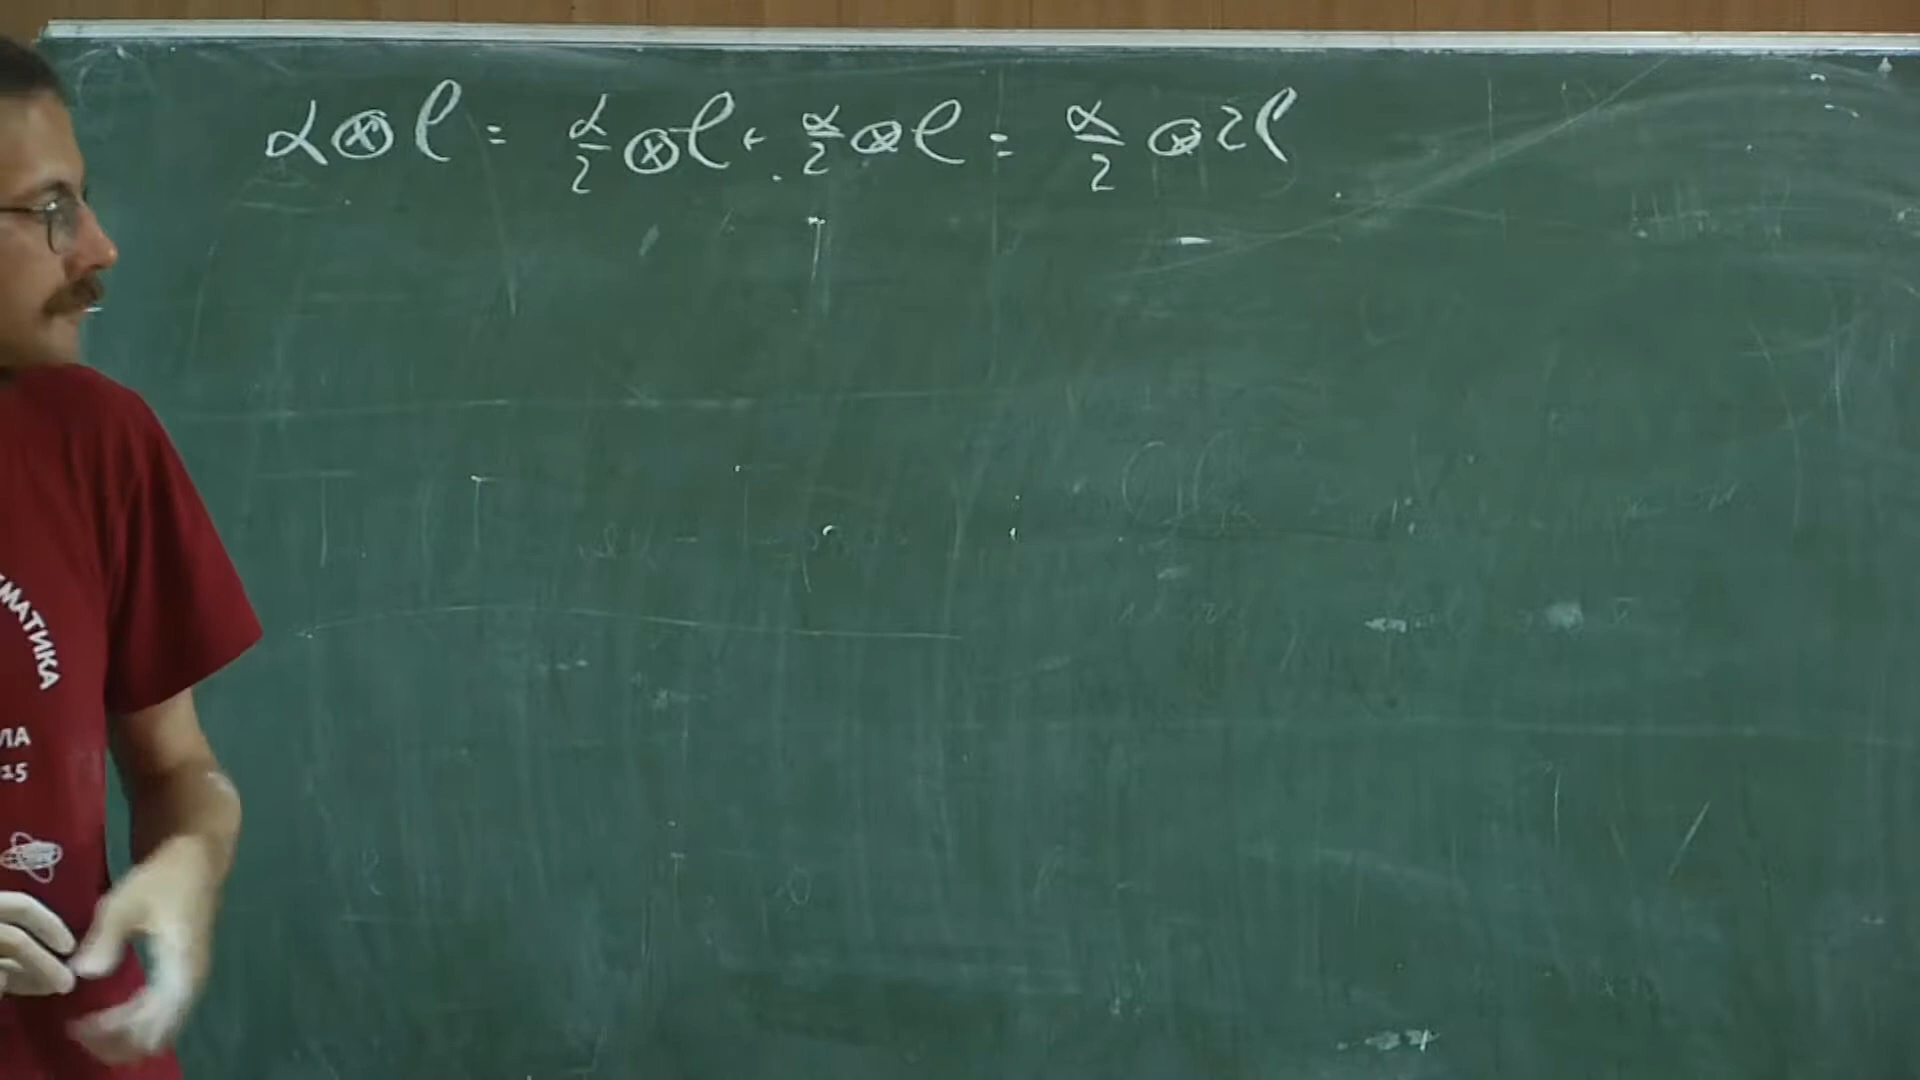 α ⊗ l = α/2 ⊗ l + α/2 ⊗ l = α/2 ⊗ 2l
МАТИКА
ЛА
15